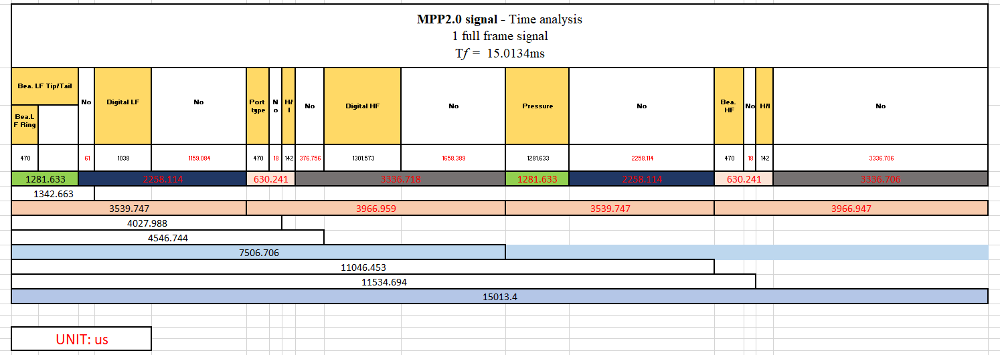 MPP2.0 signal - Time analysis
1 full frame signal
Tf = 15.0134ms
Bea. LF Tip/Tail
No
Digital LF
No
Port
type
N
o
H/
I
No
Digital HF
No
Pressure
No
Bea.
HF
No
H/I
No
Bea.L
F Ring
470
61
1038
1159.084
470
18
142
376.756
1301.573
1658.389
1281.633
2258.114
470
18
142
3336.706
1281.633
2258.114
630.241
3336.718
1281.633
2258.114
630.241
3336.706
1342.663
3539.747
3966.959
3539.747
3966.947
4027.988
4546.744
7506.706
11046.453
11534.694
15013.4
UNIT: us